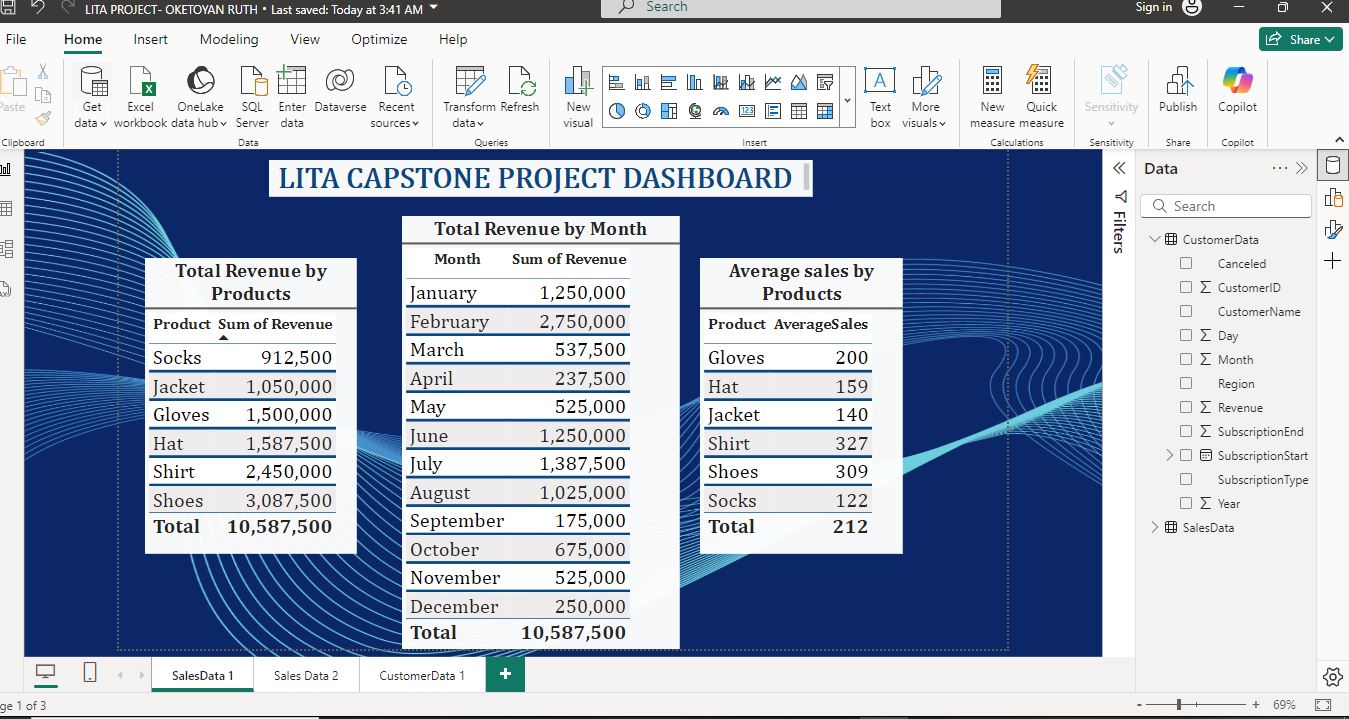 LITA PROJECT- OKETOYAN RUTH • Last saved: Today at 3:41 AM
Search
Sign in
File Home Insert Modeling View Optimize Help
Share
Paste
Get data
Excel workbook
OneLake data hub
SQL Server
Enter data
Dataverse
Recent sources
Transform data
Refresh
New visual
123
A
Text box
More visuals
New measure
Quick measure
Sensitivity
Publish
Copilot
Clipboard Data Queries Insert Calculations Sensitivity Share Copilot
LITA CAPSTONE PROJECT DASHBOARD
Total Revenue by
Products
Product Sum of Revenue
Socks 912,500
Jacket 1,050,000
Gloves 1,500,000
Hat 1,587,500
Shirt 2,450,000
Shoes 3,087,500
Total 10,587,500
Total Revenue by Month
Month Sum of Revenue
January 1,250,000
February 2,750,000
March 537,500
April 237,500
May 525,000
June 1,250,000
July 1,387,500
August 1,025,000
September 175,000
October 675,000
November 525,000
December 250,000
Total 10,587,500
Average sales by
Products
Product AverageSales
Gloves 200
Hat 159
Jacket 140
Shirt 327
Shoes 309
Socks 122
Total 212
Filters
Data
Search
CustomerData
Canceled
∑ CustomerID
CustomerName
∑ Day
∑ Month
Region
∑ Revenue
∑ SubscriptionEnd
SubscriptionStart
SubscriptionType
∑ Year
SalesData
SalesData 1
Sales Data 2
CustomerData 1
+
ge 1 of 3
- + 69%